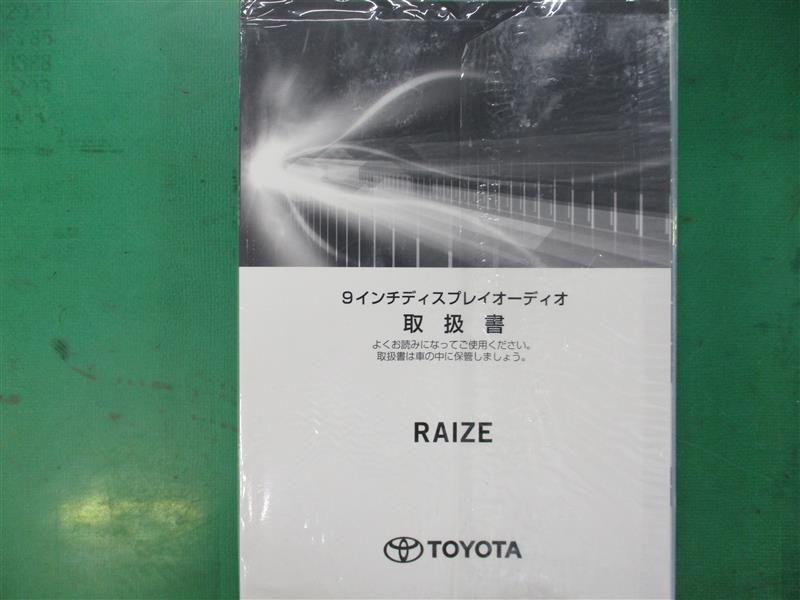 9インチディスプレイオーディオ
取扱書
よくお読みになってご使用ください。
取扱書は車の中に保管しましょう。
RAIZE
TOYOTA